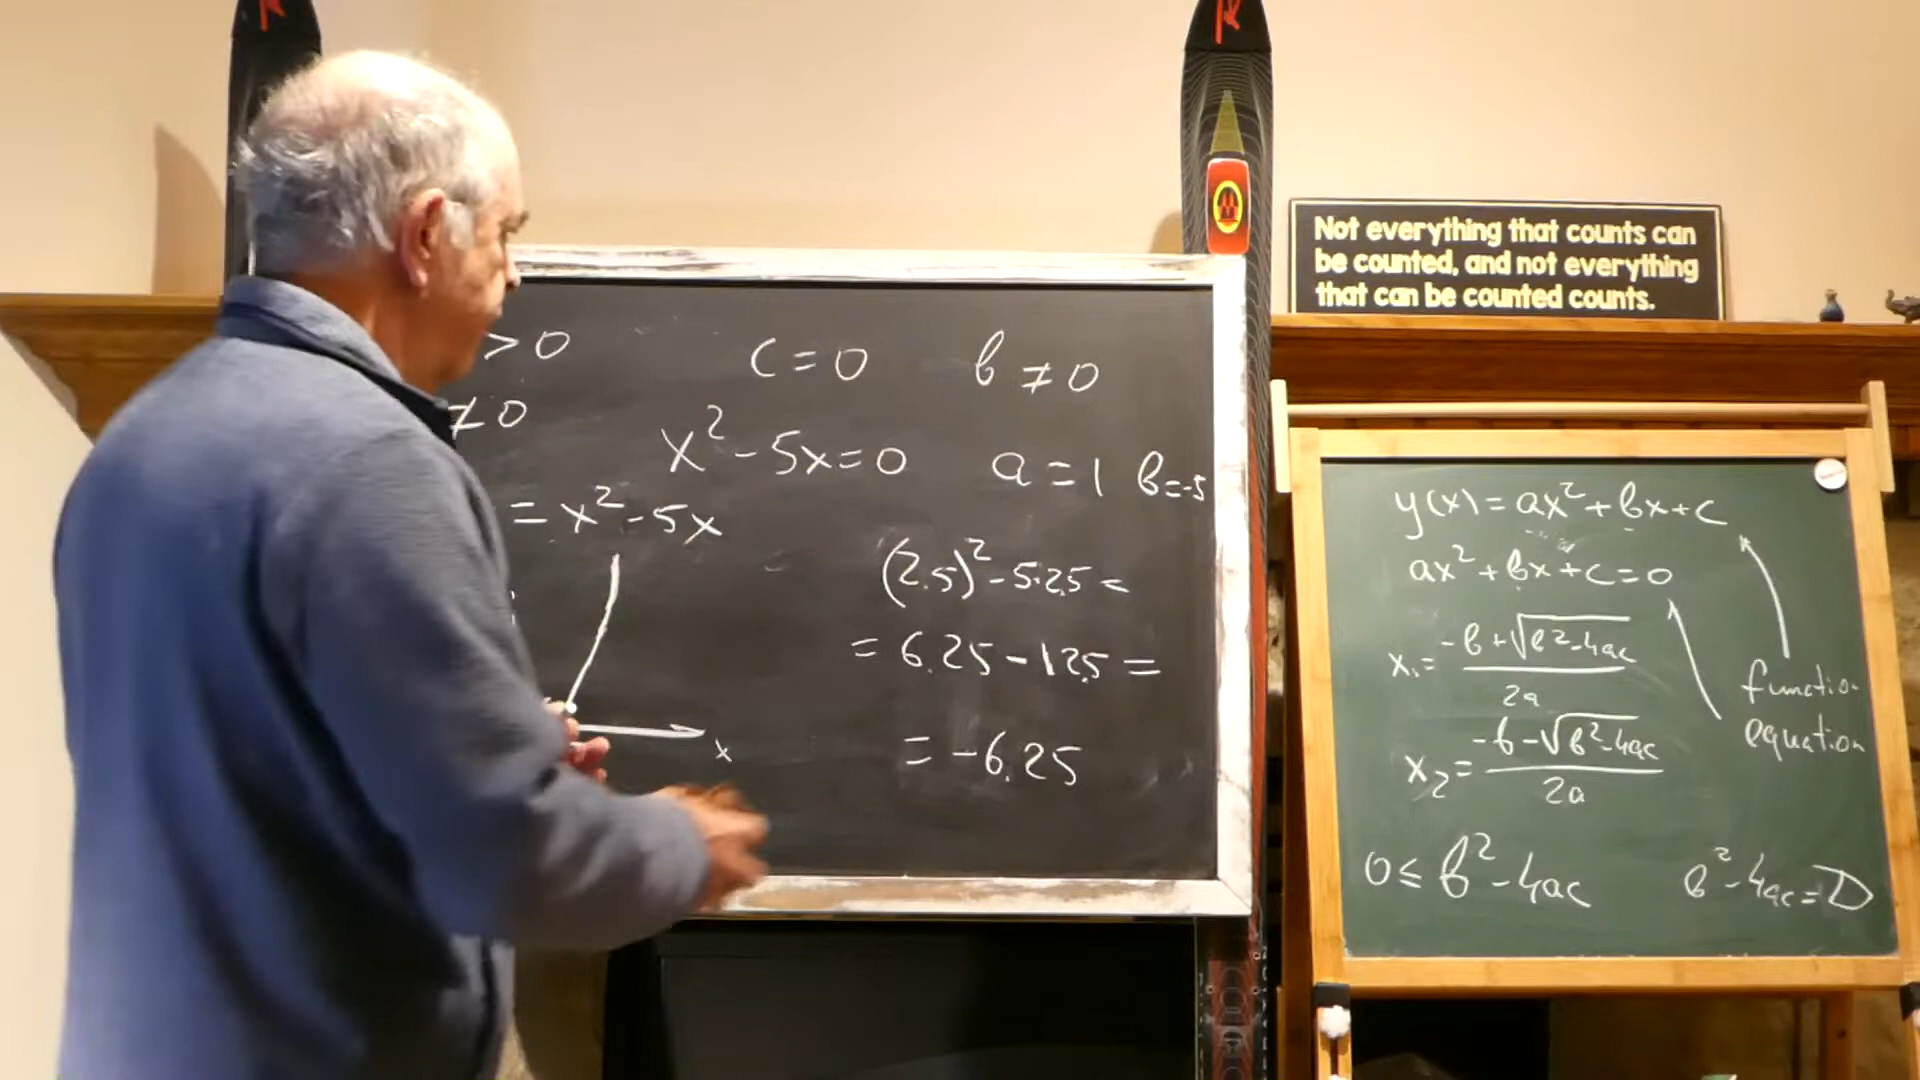 > 0 c = 0 b ≠ 0
≠ 0
x² - 5x = 0 a = 1 b = -5
= x² - 5x
(2.5)² - 5·2.5 =
= 6.25 - 12.5 =
= -6.25
x
Not everything that counts can
be counted, and not everything
that can be counted counts.
y(x) = ax² + bx + c
ax² + bx + c = 0
x₁ = (-b + √(b² - 4ac)) / 2a
function
equation
x₂ = (-b - √(b² - 4ac)) / 2a
0 ≤ b² - 4ac b² - 4ac = D